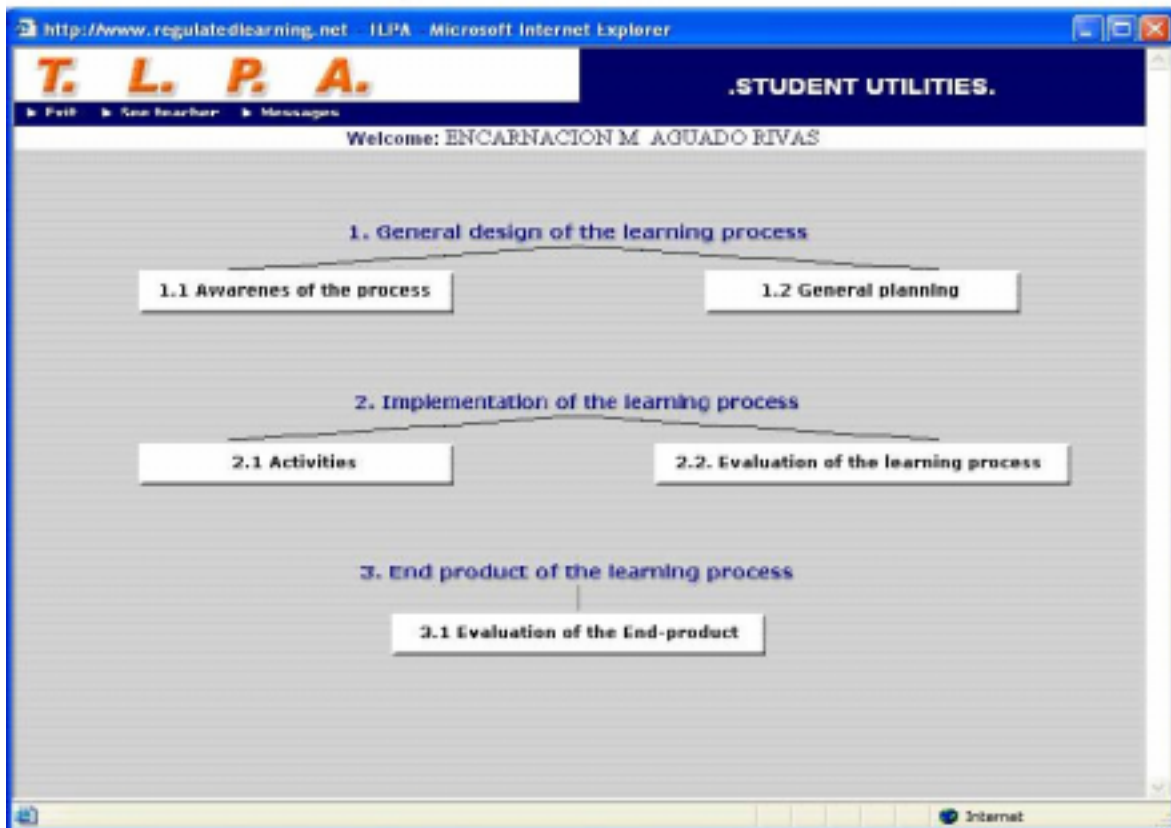 http://www.regulatedlearning.net - TLPA - Microsoft Internet Explorer
T. L. P. A.
.STUDENT UTILITIES.
Exit See teacher Messages
Welcome: ENCARNACION M AGUADO RIVAS
1. General design of the learning process
1.1 Awarenes of the process
1.2 General planning
2. Implementation of the learning process
2.1 Activities
2.2. Evaluation of the learning process
3. End product of the learning process
3.1 Evaluation of the End-product
Internet